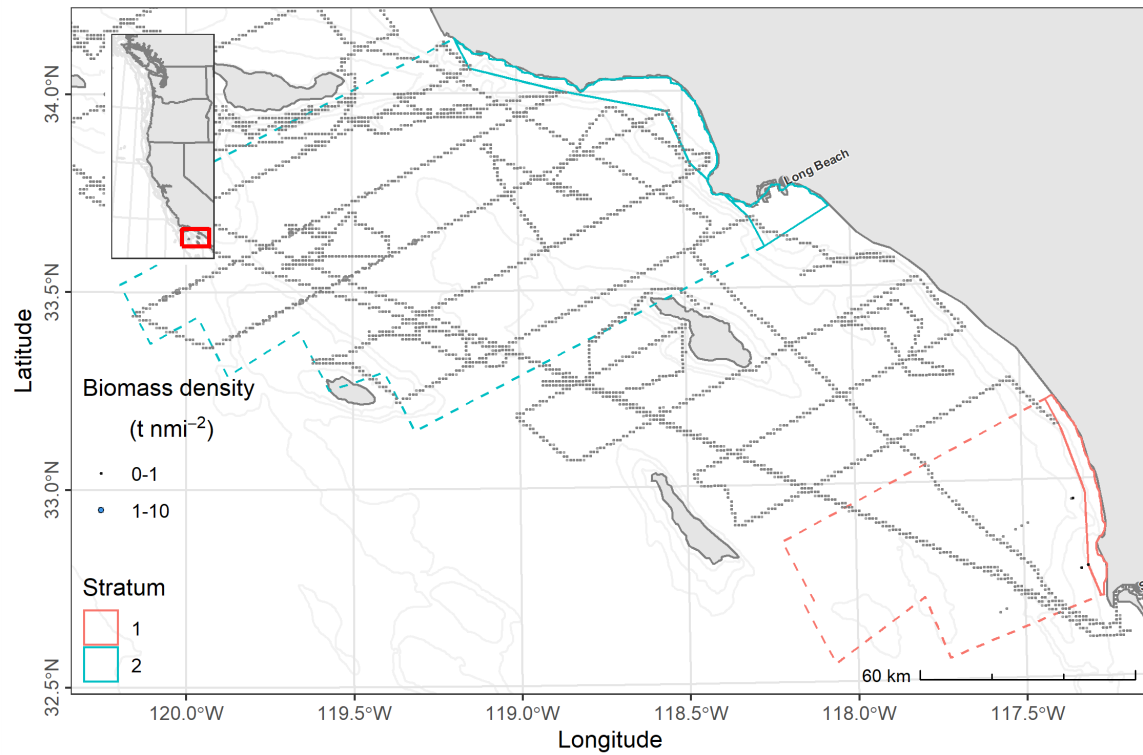 34.0°N
33.5°N
33.0°N
32.5°N
Latitude
Long Beach
Biomass density
(t nmi⁻²)
0-1
1-10
Stratum
1
2
60 km
120.0°W
119.5°W
119.0°W
118.5°W
118.0°W
117.5°W
Longitude